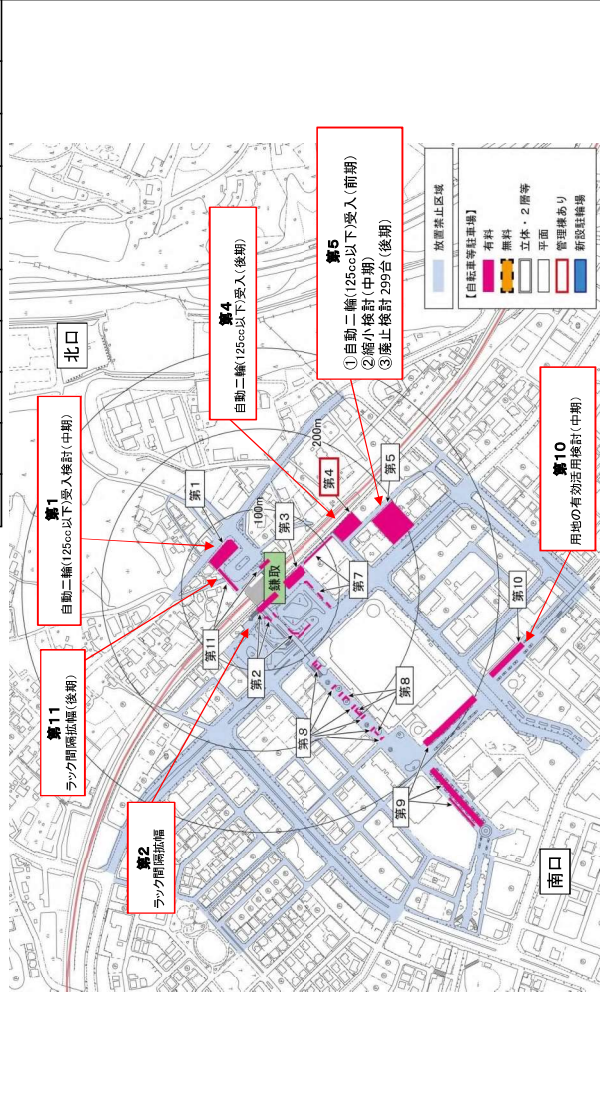 北口
第1
自動二輪(125cc以下)受入検討(中期)
第11
ラック間隔拡幅(後期)
第4
自動二輪(125cc以下)受入(後期)
第5
①自動二輪(125cc以下)受入(前期)
②縮小検討(中期)
③廃止検討 299台(後期)
第2
ラック間隔拡幅
第10
用地の有効活用検討(中期)
第1
第11
第2
第3
第4
第5
第7
第8
第8
第9
第10
鎌取
100m
200m
南口
放置禁止区域
【自転車等駐車場】
有料
無料
立体・2層等
平面
管理棟あり
新設駐輪場